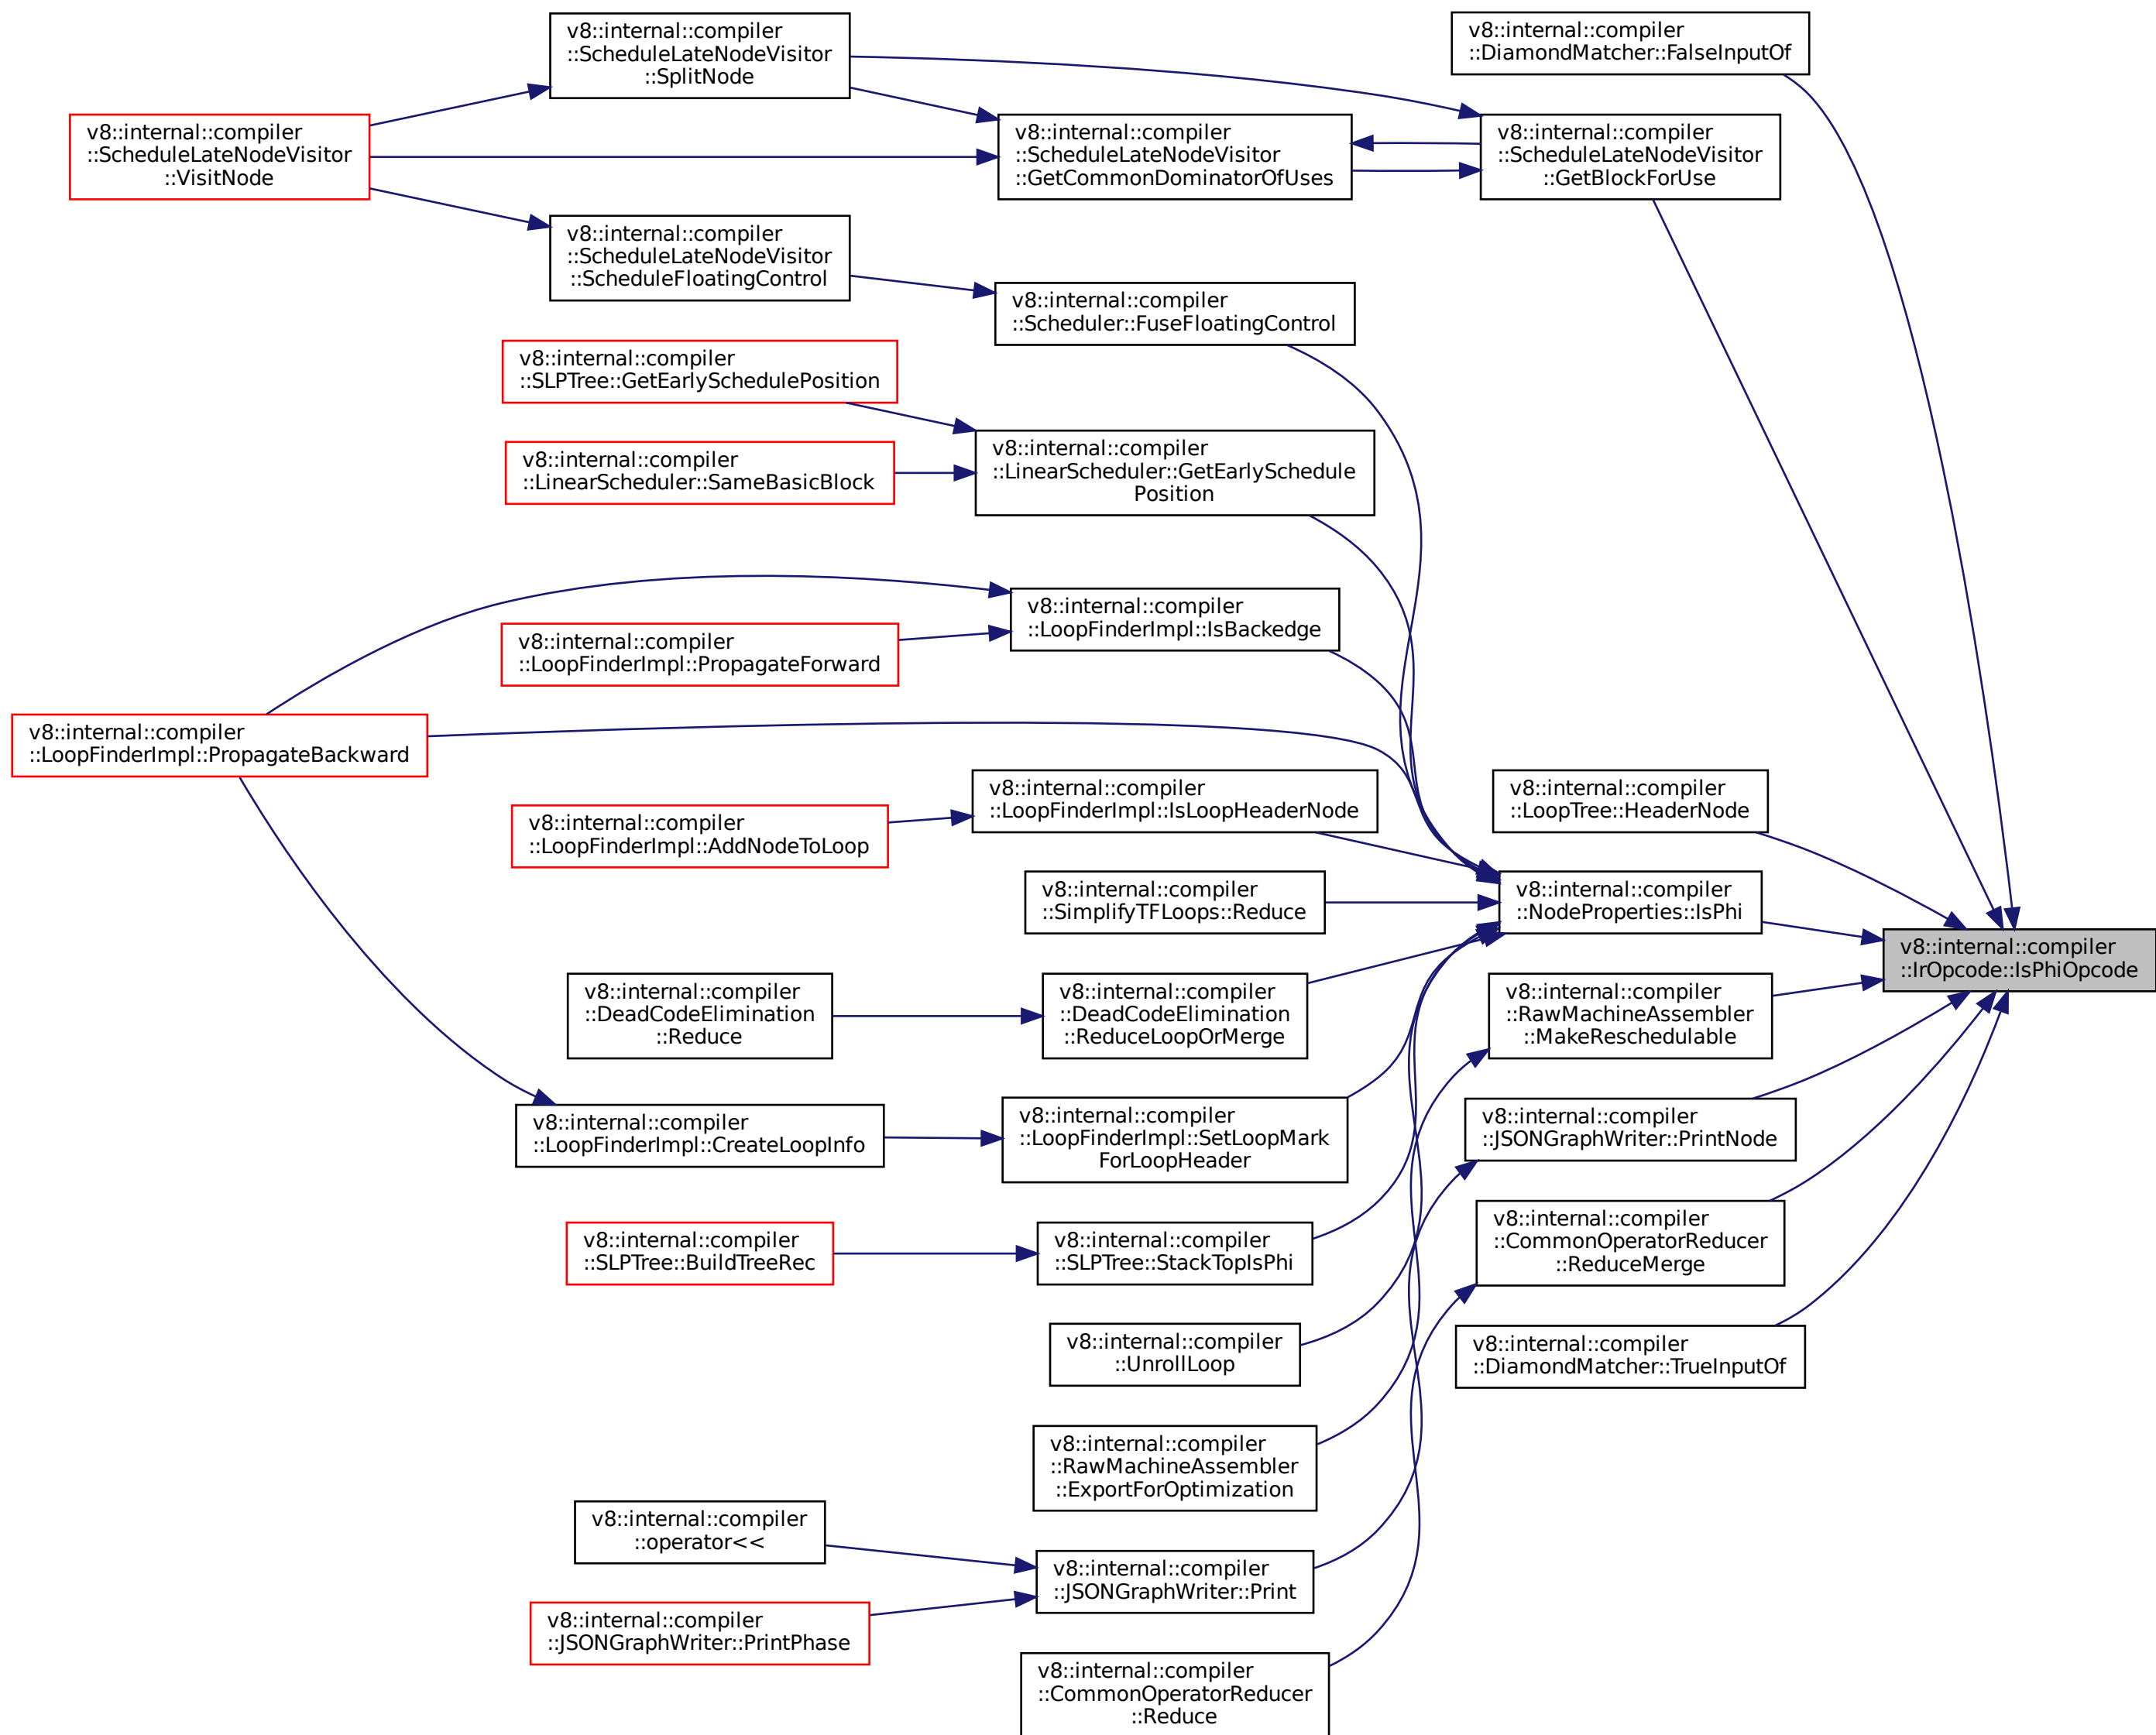 v8::internal::compiler
::ScheduleLateNodeVisitor
::SplitNode
v8::internal::compiler
::DiamondMatcher::FalseInputOf
v8::internal::compiler
::ScheduleLateNodeVisitor
::VisitNode
v8::internal::compiler
::ScheduleLateNodeVisitor
::GetCommonDominatorOfUses
v8::internal::compiler
::ScheduleLateNodeVisitor
::GetBlockForUse
v8::internal::compiler
::ScheduleLateNodeVisitor
::ScheduleFloatingControl
v8::internal::compiler
::Scheduler::FuseFloatingControl
v8::internal::compiler
::SLPTree::GetEarlySchedulePosition
v8::internal::compiler
::LinearScheduler::SameBasicBlock
v8::internal::compiler
::LinearScheduler::GetEarlySchedule
Position
v8::internal::compiler
::LoopFinderImpl::IsBackedge
v8::internal::compiler
::LoopFinderImpl::PropagateForward
v8::internal::compiler
::LoopFinderImpl::PropagateBackward
v8::internal::compiler
::LoopFinderImpl::IsLoopHeaderNode
v8::internal::compiler
::LoopTree::HeaderNode
v8::internal::compiler
::LoopFinderImpl::AddNodeToLoop
v8::internal::compiler
::SimplifyTFLoops::Reduce
v8::internal::compiler
::NodeProperties::IsPhi
v8::internal::compiler
::IrOpcode::IsPhiOpcode
v8::internal::compiler
::DeadCodeElimination
::Reduce
v8::internal::compiler
::DeadCodeElimination
::ReduceLoopOrMerge
v8::internal::compiler
::RawMachineAssembler
::MakeReschedulable
v8::internal::compiler
::LoopFinderImpl::CreateLoopInfo
v8::internal::compiler
::LoopFinderImpl::SetLoopMark
ForLoopHeader
v8::internal::compiler
::JSONGraphWriter::PrintNode
v8::internal::compiler
::SLPTree::BuildTreeRec
v8::internal::compiler
::SLPTree::StackTopIsPhi
v8::internal::compiler
::CommonOperatorReducer
::ReduceMerge
v8::internal::compiler
::UnrollLoop
v8::internal::compiler
::DiamondMatcher::TrueInputOf
v8::internal::compiler
::RawMachineAssembler
::ExportForOptimization
v8::internal::compiler
::operator<<
v8::internal::compiler
::JSONGraphWriter::Print
v8::internal::compiler
::JSONGraphWriter::PrintPhase
v8::internal::compiler
::CommonOperatorReducer
::Reduce